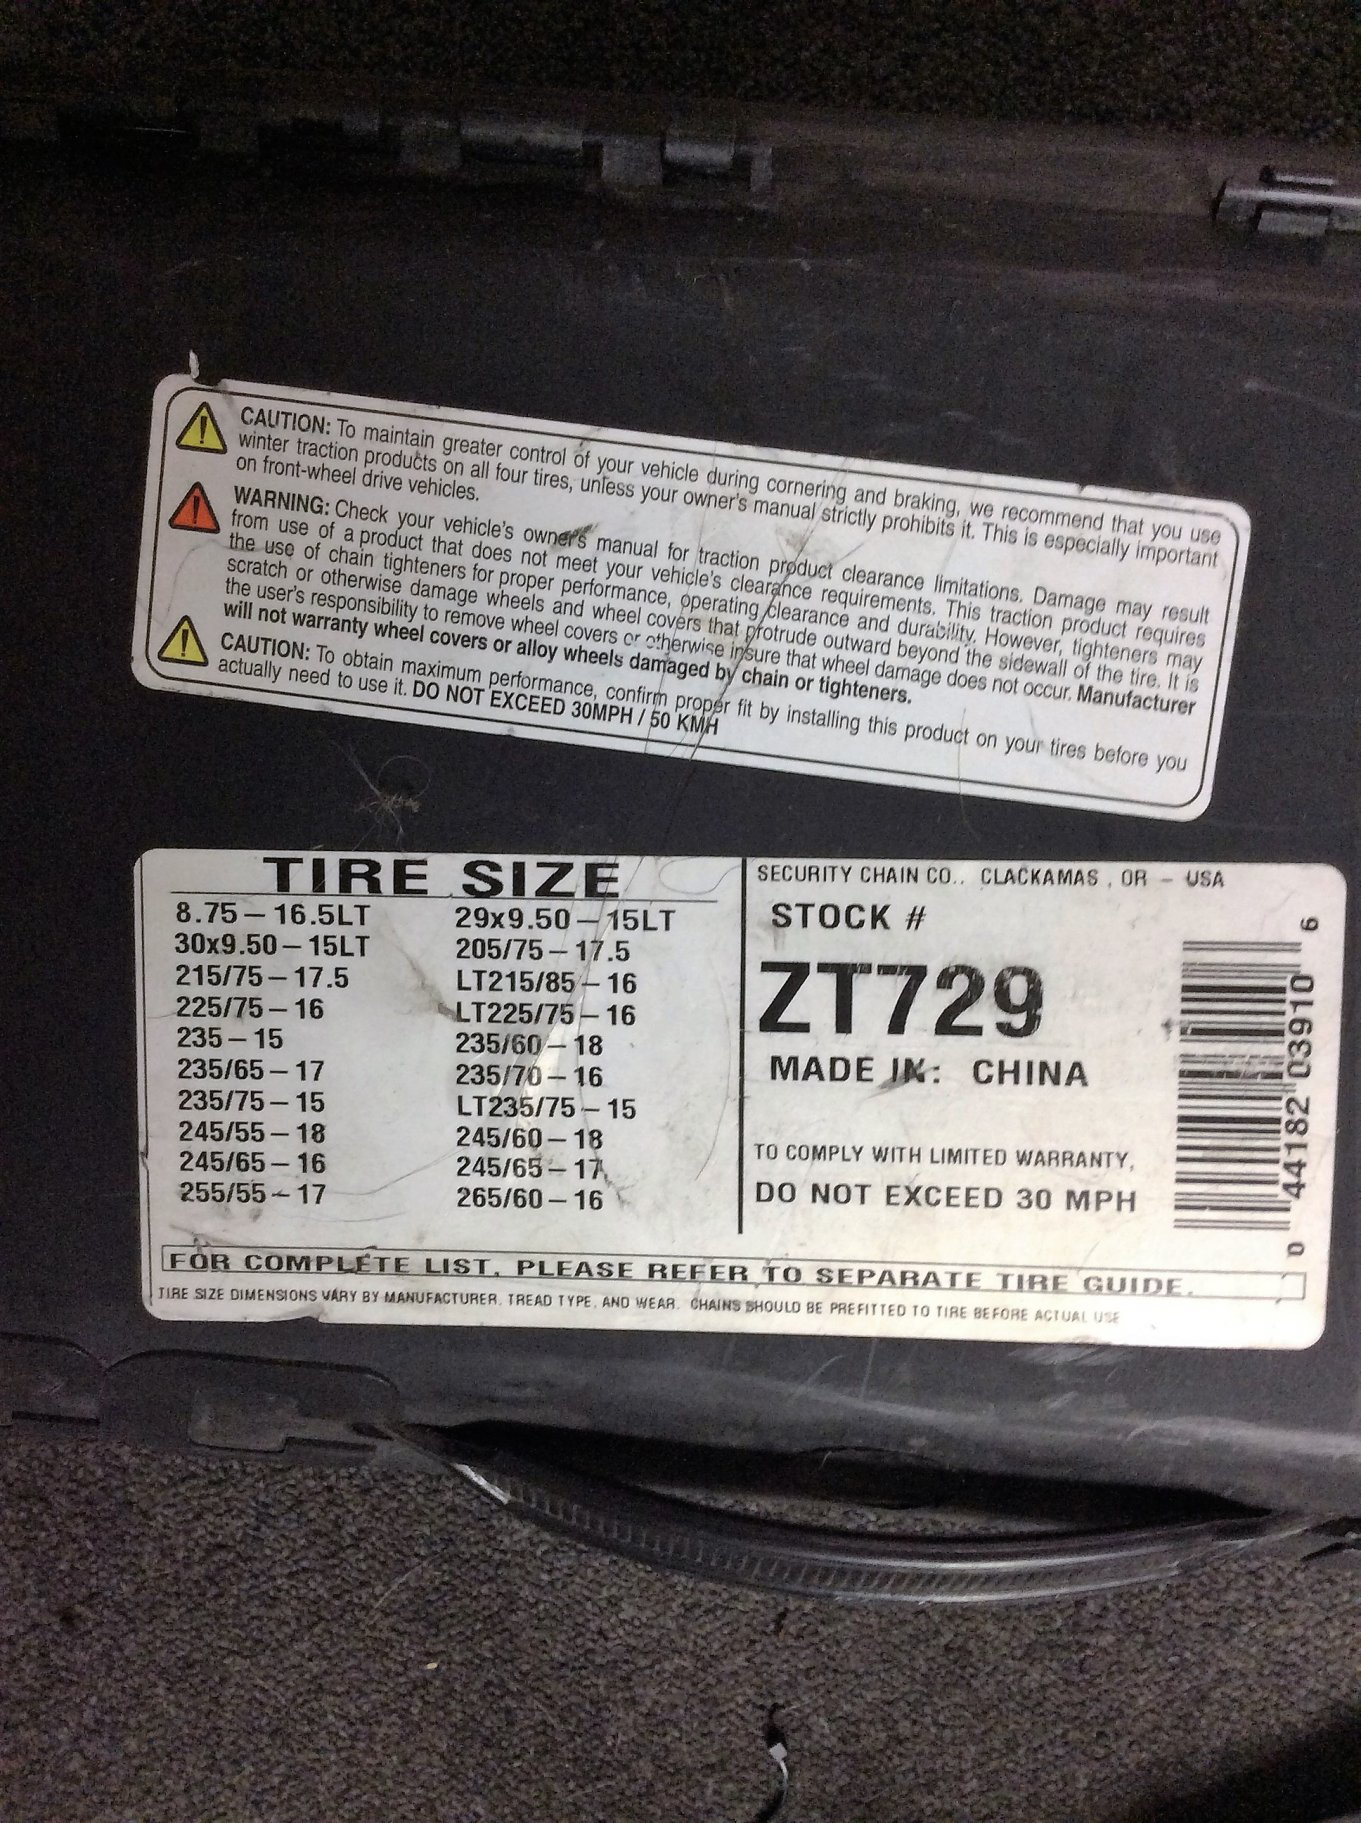 CAUTION: To maintain greater control of your vehicle during cornering and braking, we recommend that you use
winter traction products on all four tires, unless your owner's manual strictly prohibits it. This is especially important
on front-wheel drive vehicles.
WARNING: Check your vehicle's owner's manual for traction product clearance limitations. Damage may result
from use of a product that does not meet your vehicle's clearance requirements. This traction product requires
the use of chain tighteners for proper performance, operating clearance and durability. However, tighteners may
scratch or otherwise damage wheels and wheel covers that protrude outward beyond the sidewall of the tire. It is
the user's responsibility to remove wheel covers or otherwise insure that wheel damage does not occur. Manufacturer
will not warranty wheel covers or alloy wheels damaged by chain or tighteners.
CAUTION: To obtain maximum performance, confirm proper fit by installing this product on your tires before you
actually need to use it. DO NOT EXCEED 30MPH / 50 KMH
TIRE SIZE
8.75 – 16.5LT
30x9.50 – 15LT
215/75 – 17.5
225/75 – 16
235 – 15
235/65 – 17
235/75 – 15
245/55 – 18
245/65 – 16
255/55 – 17
29x9.50 – 15LT
205/75 – 17.5
LT215/85 – 16
LT225/75 – 16
235/60 – 18
235/70 – 16
LT235/75 – 15
245/60 – 18
245/65 – 17
265/60 – 16
SECURITY CHAIN CO., CLACKAMAS, OR – USA
STOCK #
ZT729
MADE IN: CHINA
TO COMPLY WITH LIMITED WARRANTY,
DO NOT EXCEED 30 MPH
0 44182 03910 6
FOR COMPLETE LIST, PLEASE REFER TO SEPARATE TIRE GUIDE.
TIRE SIZE DIMENSIONS VARY BY MANUFACTURER, TREAD TYPE, AND WEAR. CHAINS SHOULD BE PREFITTED TO TIRE BEFORE ACTUAL USE